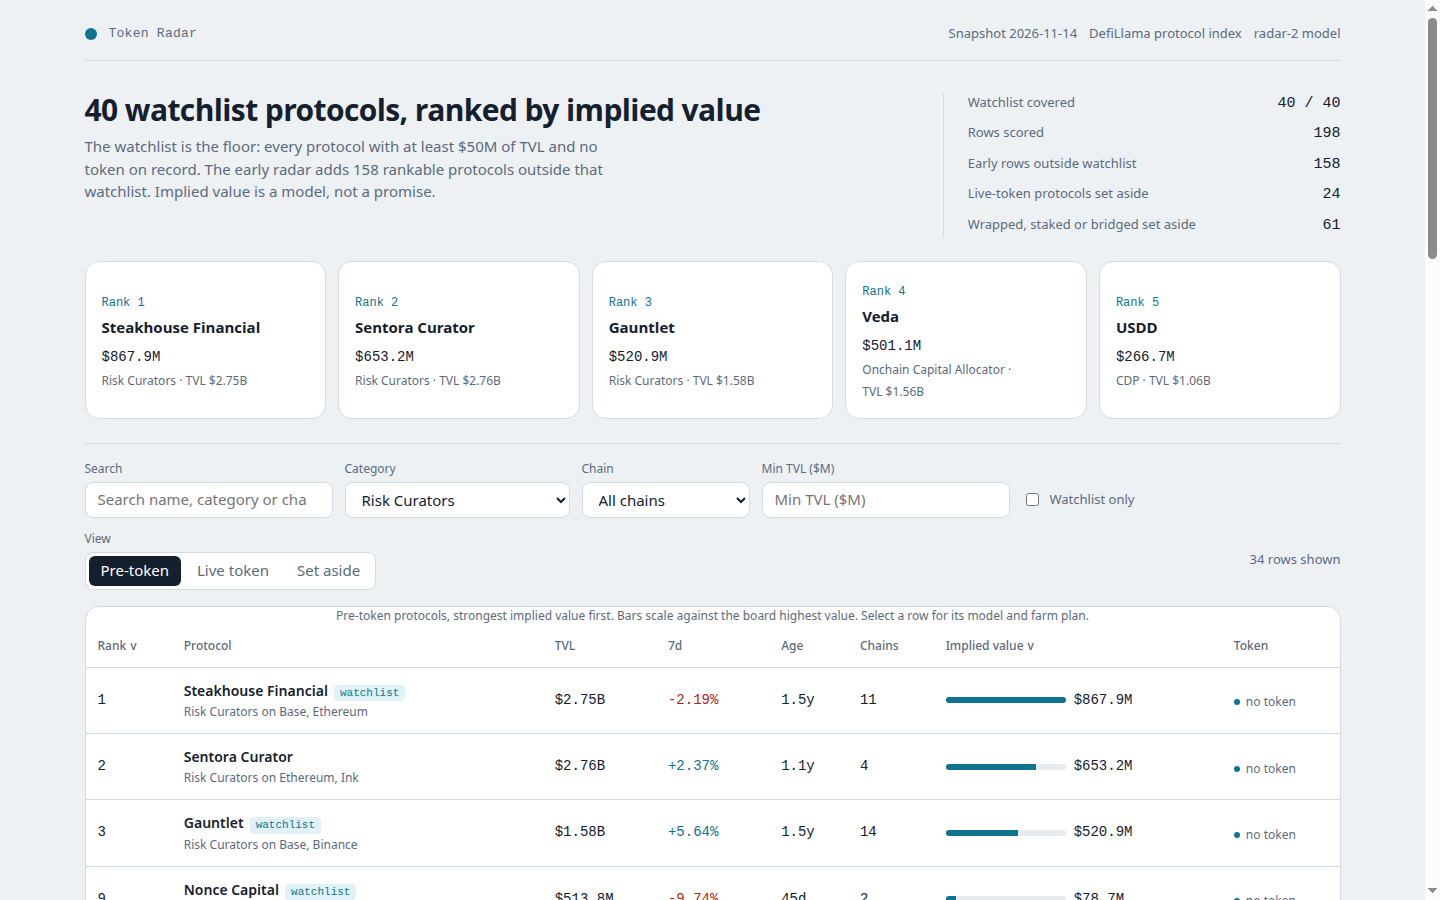 Token Radar
Snapshot 2026-11-14 DefiLlama protocol index radar-2 model
40 watchlist protocols, ranked by implied value
The watchlist is the floor: every protocol with at least $50M of TVL and no
token on record. The early radar adds 158 rankable protocols outside that
watchlist. Implied value is a model, not a promise.
Watchlist covered 40 / 40
Rows scored 198
Early rows outside watchlist 158
Live-token protocols set aside 24
Wrapped, staked or bridged set aside 61
Rank 1
Steakhouse Financial
$867.9M
Risk Curators · TVL $2.75B
Rank 2
Sentora Curator
$653.2M
Risk Curators · TVL $2.76B
Rank 3
Gauntlet
$520.9M
Risk Curators · TVL $1.58B
Rank 4
Veda
$501.1M
Onchain Capital Allocator ·
TVL $1.56B
Rank 5
USDD
$266.7M
CDP · TVL $1.06B
Search
Search name, category or cha
Category
Risk Curators
Chain
All chains
Min TVL ($M)
Min TVL ($M)
Watchlist only
View
Pre-token Live token Set aside
34 rows shown
Pre-token protocols, strongest implied value first. Bars scale against the board highest value. Select a row for its model and farm plan.
Rank v Protocol TVL 7d Age Chains Implied value v Token
1 Steakhouse Financial watchlist $2.75B -2.19% 1.5y 11 $867.9M no token
Risk Curators on Base, Ethereum
2 Sentora Curator $2.76B +2.37% 1.1y 4 $653.2M no token
Risk Curators on Ethereum, Ink
3 Gauntlet watchlist $1.58B +5.64% 1.5y 14 $520.9M no token
Risk Curators on Base, Binance
9 Nonce Capital watchlist $513.8M -9.74% 45d 2 $78.7M no token